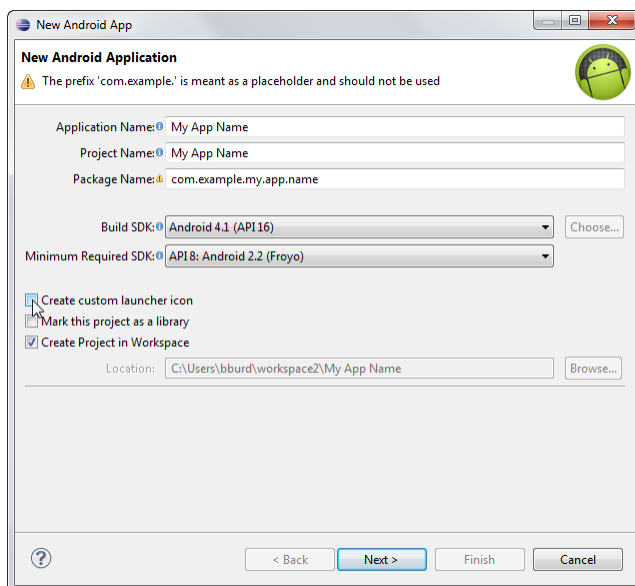 New Android App
New Android Application
The prefix 'com.example.' is meant as a placeholder and should not be used
Application Name: My App Name
Project Name: My App Name
Package Name: com.example.my.app.name
Build SDK: Android 4.1 (API 16) Choose...
Minimum Required SDK: API 8: Android 2.2 (Froyo)
Create custom launcher icon
Mark this project as a library
Create Project in Workspace
Location: C:\Users\bburd\workspace2\My App Name Browse...
? < Back Next > Finish Cancel